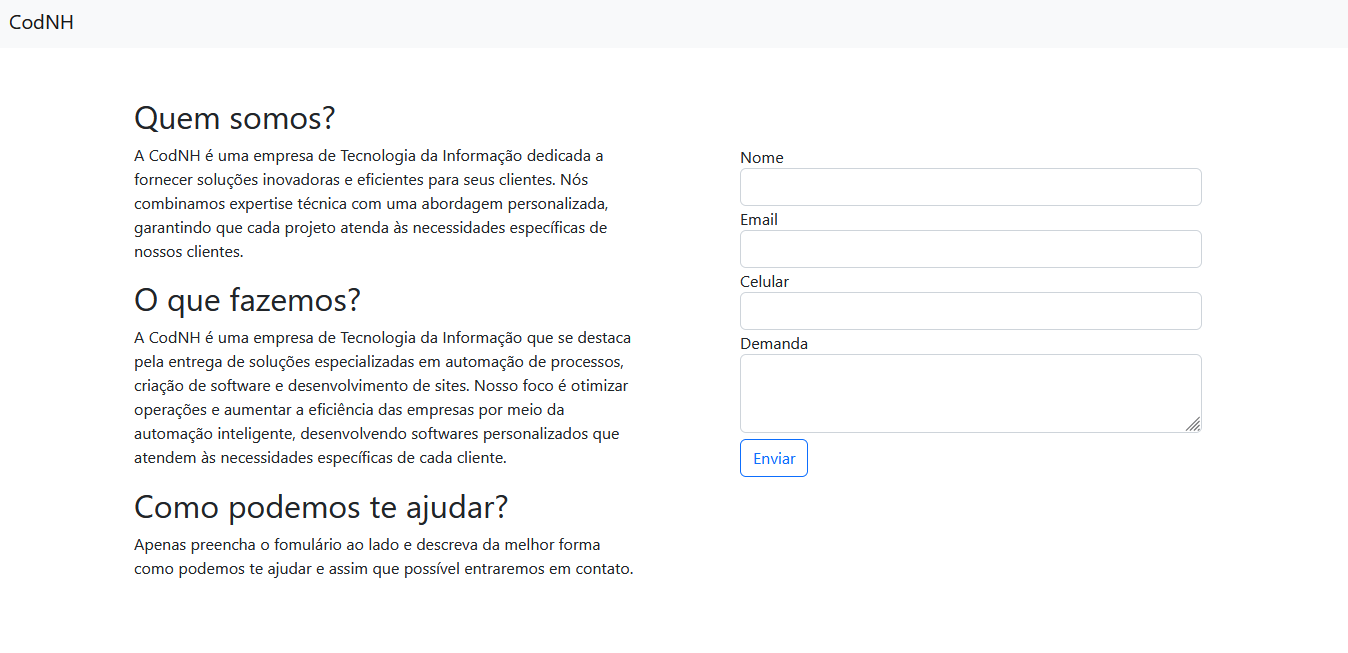 CodNH
Quem somos?
A CodNH é uma empresa de Tecnologia da Informação dedicada a
fornecer soluções inovadoras e eficientes para seus clientes. Nós
combinamos expertise técnica com uma abordagem personalizada,
garantindo que cada projeto atenda às necessidades específicas de
nossos clientes.
O que fazemos?
A CodNH é uma empresa de Tecnologia da Informação que se destaca
pela entrega de soluções especializadas em automação de processos,
criação de software e desenvolvimento de sites. Nosso foco é otimizar
operações e aumentar a eficiência das empresas por meio da
automação inteligente, desenvolvendo softwares personalizados que
atendem às necessidades específicas de cada cliente.
Como podemos te ajudar?
Apenas preencha o fomulário ao lado e descreva da melhor forma
como podemos te ajudar e assim que possível entraremos em contato.
Nome
Email
Celular
Demanda
Enviar